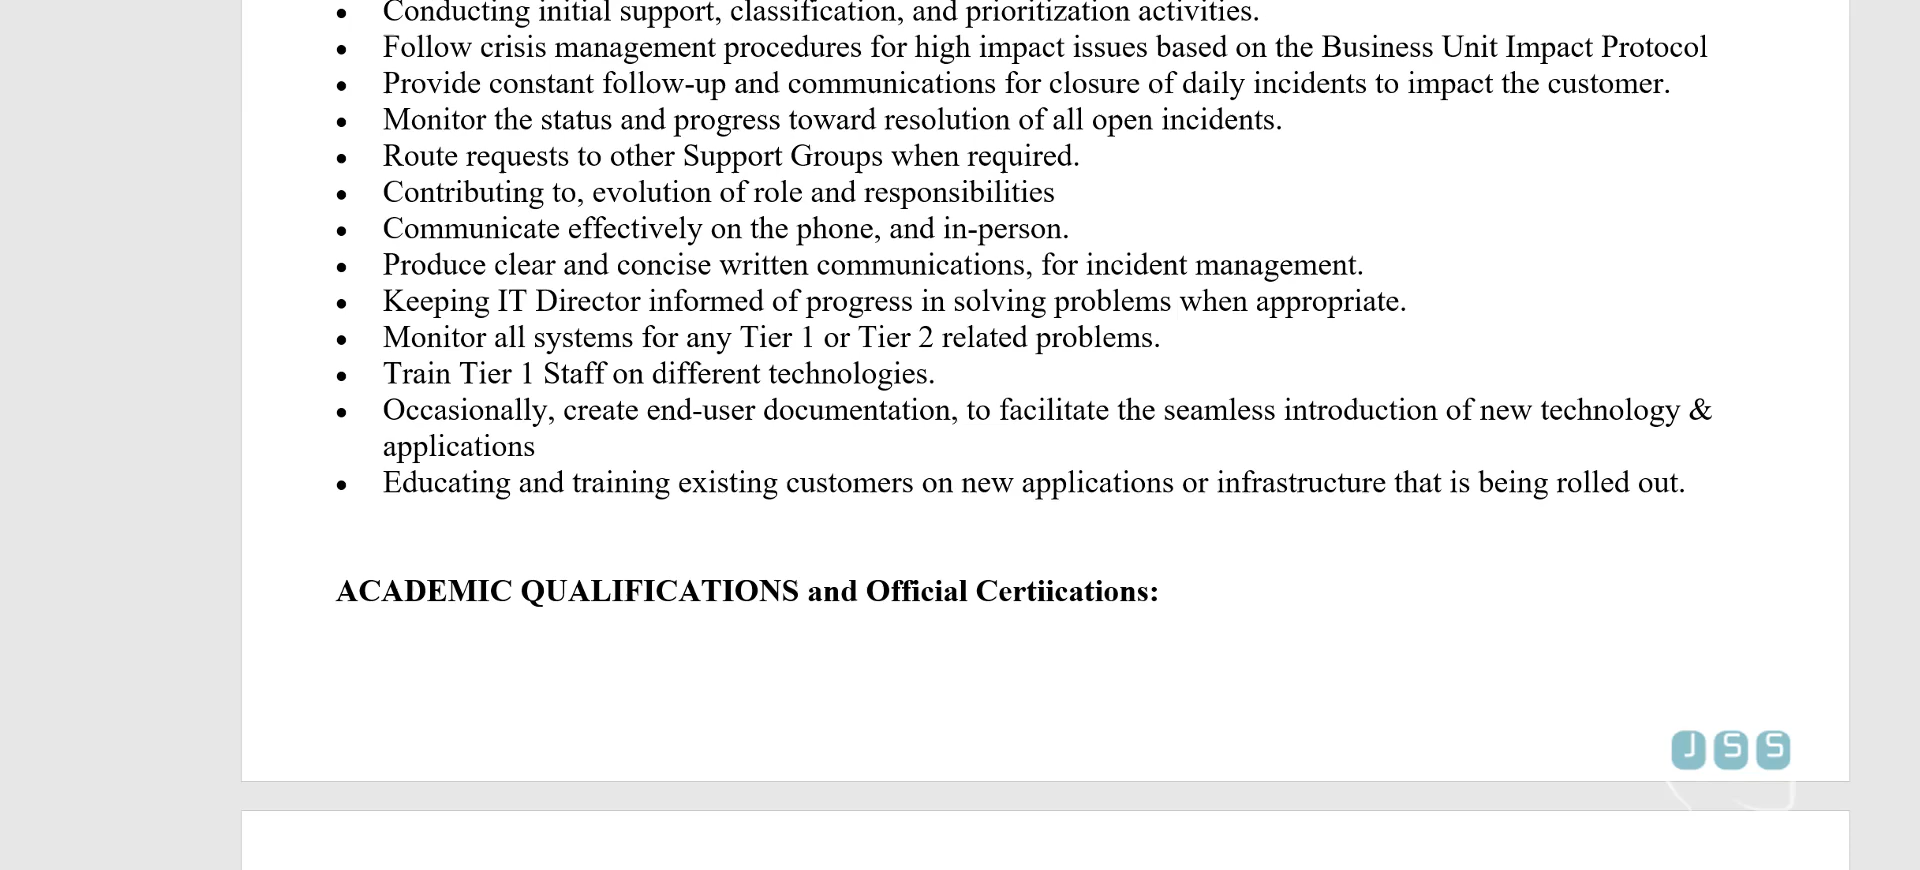 • Conducting initial support, classification, and prioritization activities.
• Follow crisis management procedures for high impact issues based on the Business Unit Impact Protocol
• Provide constant follow-up and communications for closure of daily incidents to impact the customer.
• Monitor the status and progress toward resolution of all open incidents.
• Route requests to other Support Groups when required.
• Contributing to, evolution of role and responsibilities
• Communicate effectively on the phone, and in-person.
• Produce clear and concise written communications, for incident management.
• Keeping IT Director informed of progress in solving problems when appropriate.
• Monitor all systems for any Tier 1 or Tier 2 related problems.
• Train Tier 1 Staff on different technologies.
• Occasionally, create end-user documentation, to facilitate the seamless introduction of new technology &
applications
• Educating and training existing customers on new applications or infrastructure that is being rolled out.
ACADEMIC QUALIFICATIONS and Official Certiications:
JSS